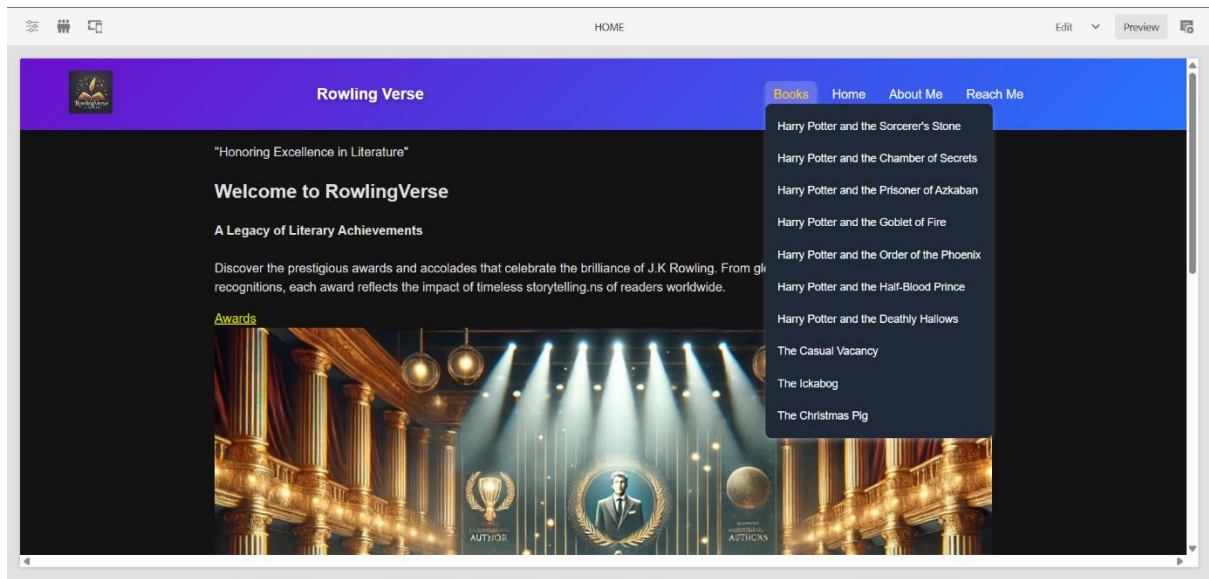 HOME
Edit
Preview
RowlingVerse
Rowling Verse
Books Home About Me Reach Me
Harry Potter and the Sorcerer's Stone
Harry Potter and the Chamber of Secrets
Harry Potter and the Prisoner of Azkaban
Harry Potter and the Goblet of Fire
Harry Potter and the Order of the Phoenix
Harry Potter and the Half-Blood Prince
Harry Potter and the Deathly Hallows
The Casual Vacancy
The Ickabog
The Christmas Pig
"Honoring Excellence in Literature"
Welcome to RowlingVerse
A Legacy of Literary Achievements
Discover the prestigious awards and accolades that celebrate the brilliance of J.K Rowling. From
recognitions, each award reflects the impact of timeless storytelling.ns of readers worldwide.
Awards
AUTHOR
AUTHORS